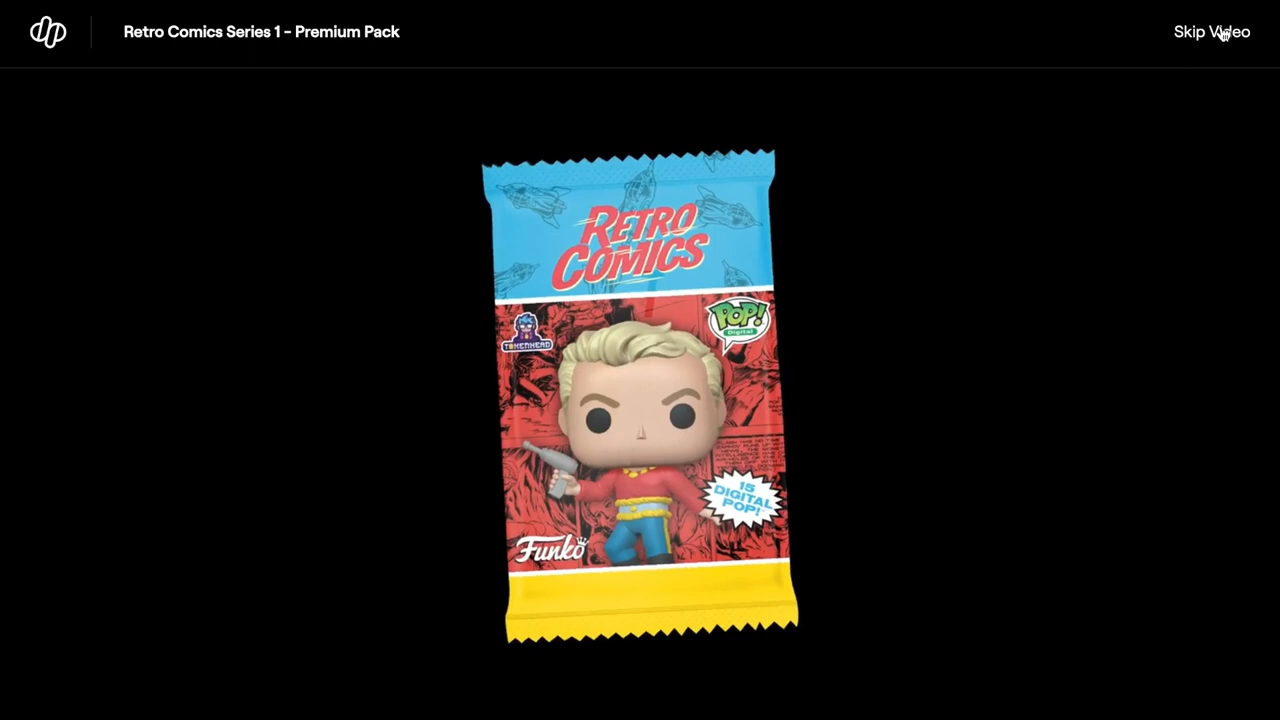 Retro Comics Series 1 - Premium Pack
Skip Video
RETRO
COMICS
TOKENHEAD
POP!
Digital
15
DIGITAL
POP!
Funko